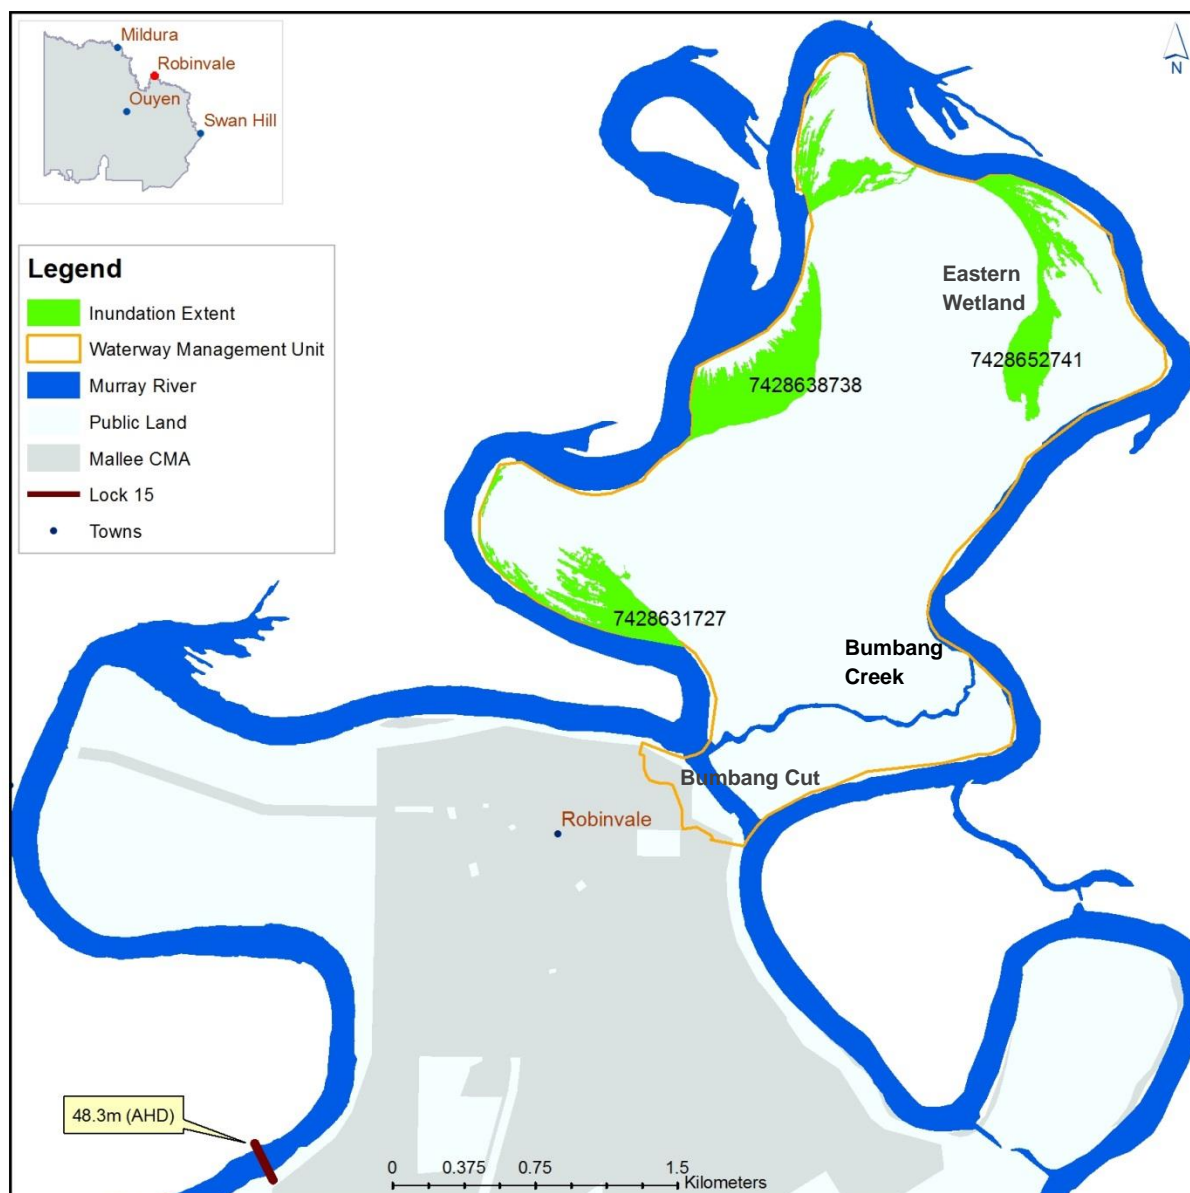 Mildura
Robinvale
Ouyen
Swan Hill
N
Legend
Inundation Extent
Waterway Management Unit
Murray River
Public Land
Mallee CMA
Lock 15
Towns
Eastern
Wetland
7428652741
7428638738
7428631727
Bumbang
Creek
Bumbang Cut
Robinvale
48.3m (AHD)
0 0.375 0.75 1.5
Kilometers